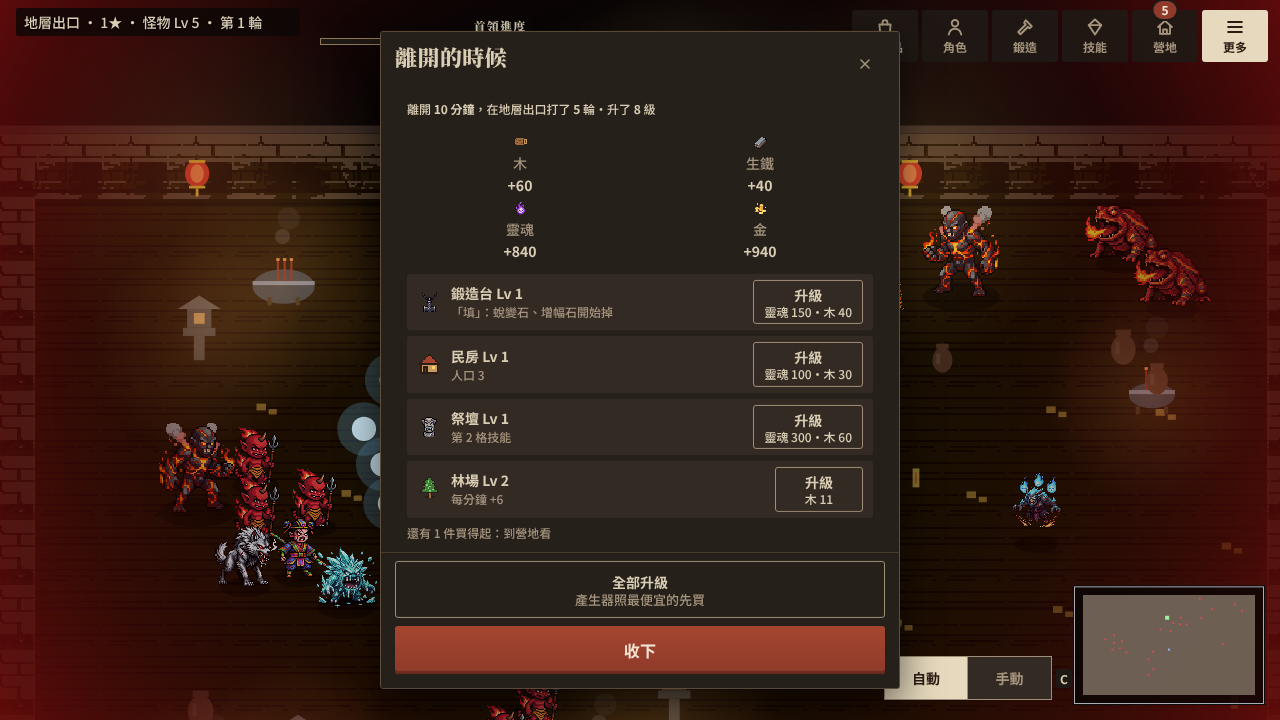 地層出口 · 1★ · 怪物 Lv 5 · 第 1 輪
首領進度
角色
鍛造
技能
5
營地
更多
離開的時候
離開 10 分鐘，在地層出口打了 5 輪·升了 8 級
木
+60
生鐵
+40
靈魂
+840
金
+940
鍛造台 Lv 1
「填」：蛻變石、增幅石開始掉
升級
靈魂 150·木 40
民房 Lv 1
人口 3
升級
靈魂 100·木 30
祭壇 Lv 1
第 2 格技能
升級
靈魂 300·木 60
林場 Lv 2
每分鐘 +6
升級
木 11
還有 1 件買得起：到營地看
全部升級
產生器照最便宜的先買
收下
自動
手動
C